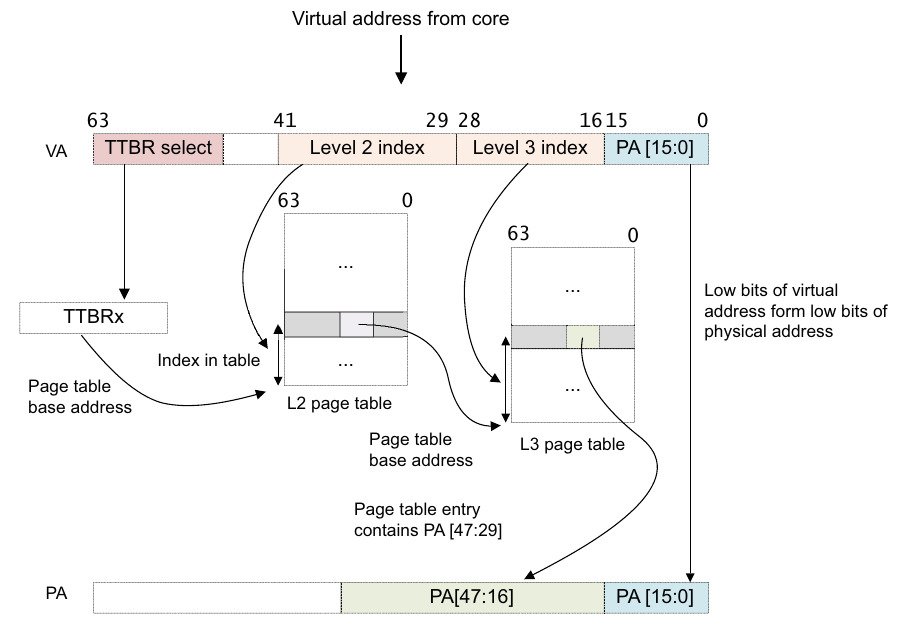 Virtual address from core
63 41 29 28 16 15 0
VA TTBR select Level 2 index Level 3 index PA [15:0]
63 0
63 0
...
...
Low bits of virtual
address form low bits of
physical address
TTBRx
Index in table
...
...
Page table
base address
L2 page table
Page table
base address
L3 page table
Page table entry
contains PA [47:29]
PA PA[47:16] PA [15:0]